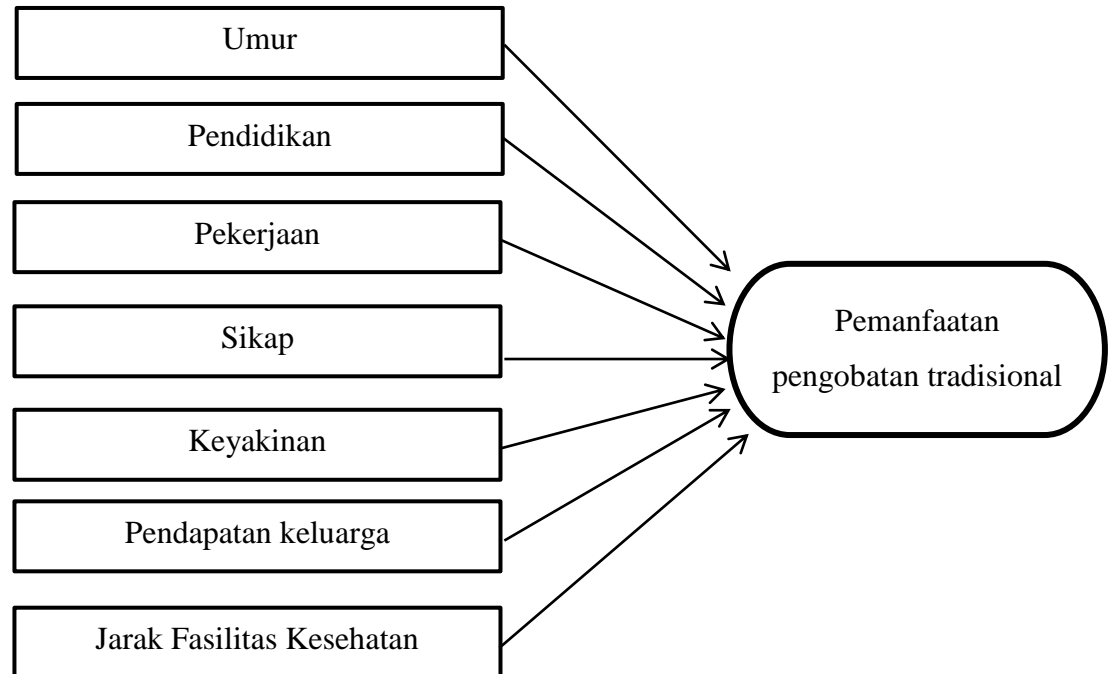 Umur
Pendidikan
Pekerjaan
Sikap
Keyakinan
Pendapatan keluarga
Jarak Fasilitas Kesehatan
Pemanfaatan
pengobatan tradisional